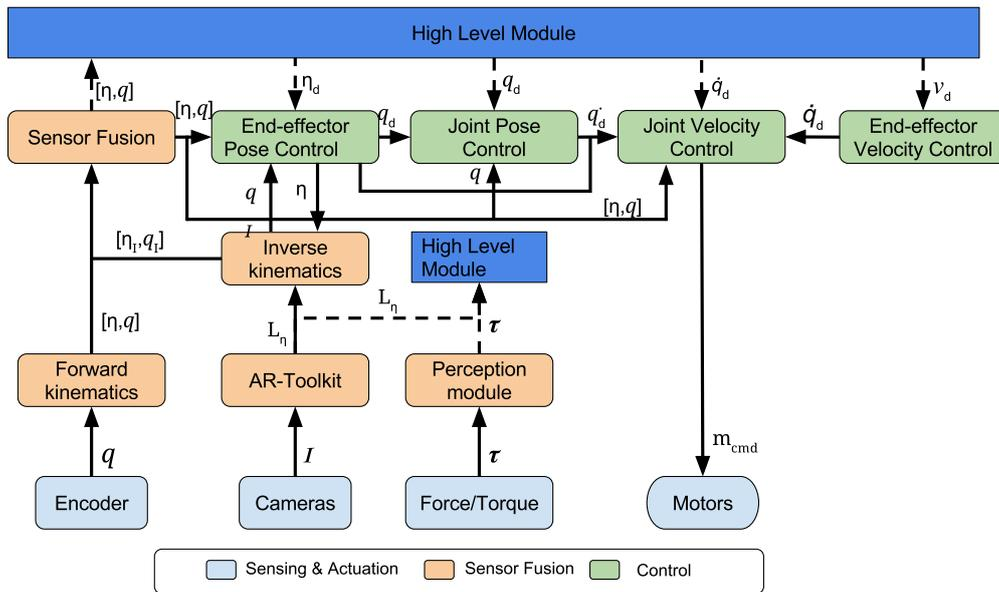 High Level Module
[η,q]
η_d
q_d
q̇_d
v_d
Sensor Fusion
[η,q]
End-effector
Pose Control
q_d
Joint Pose
Control
q̇_d
Joint Velocity
Control
q̇_d
End-effector
Velocity Control
q
η
q
[η,q]
I
[η_I,q_I]
Inverse
kinematics
High Level
Module
L_η
[η,q]
L_η
τ
Forward
kinematics
AR-Toolkit
Perception
module
q
I
τ
m_cmd
Encoder
Cameras
Force/Torque
Motors
Sensing & Actuation
Sensor Fusion
Control